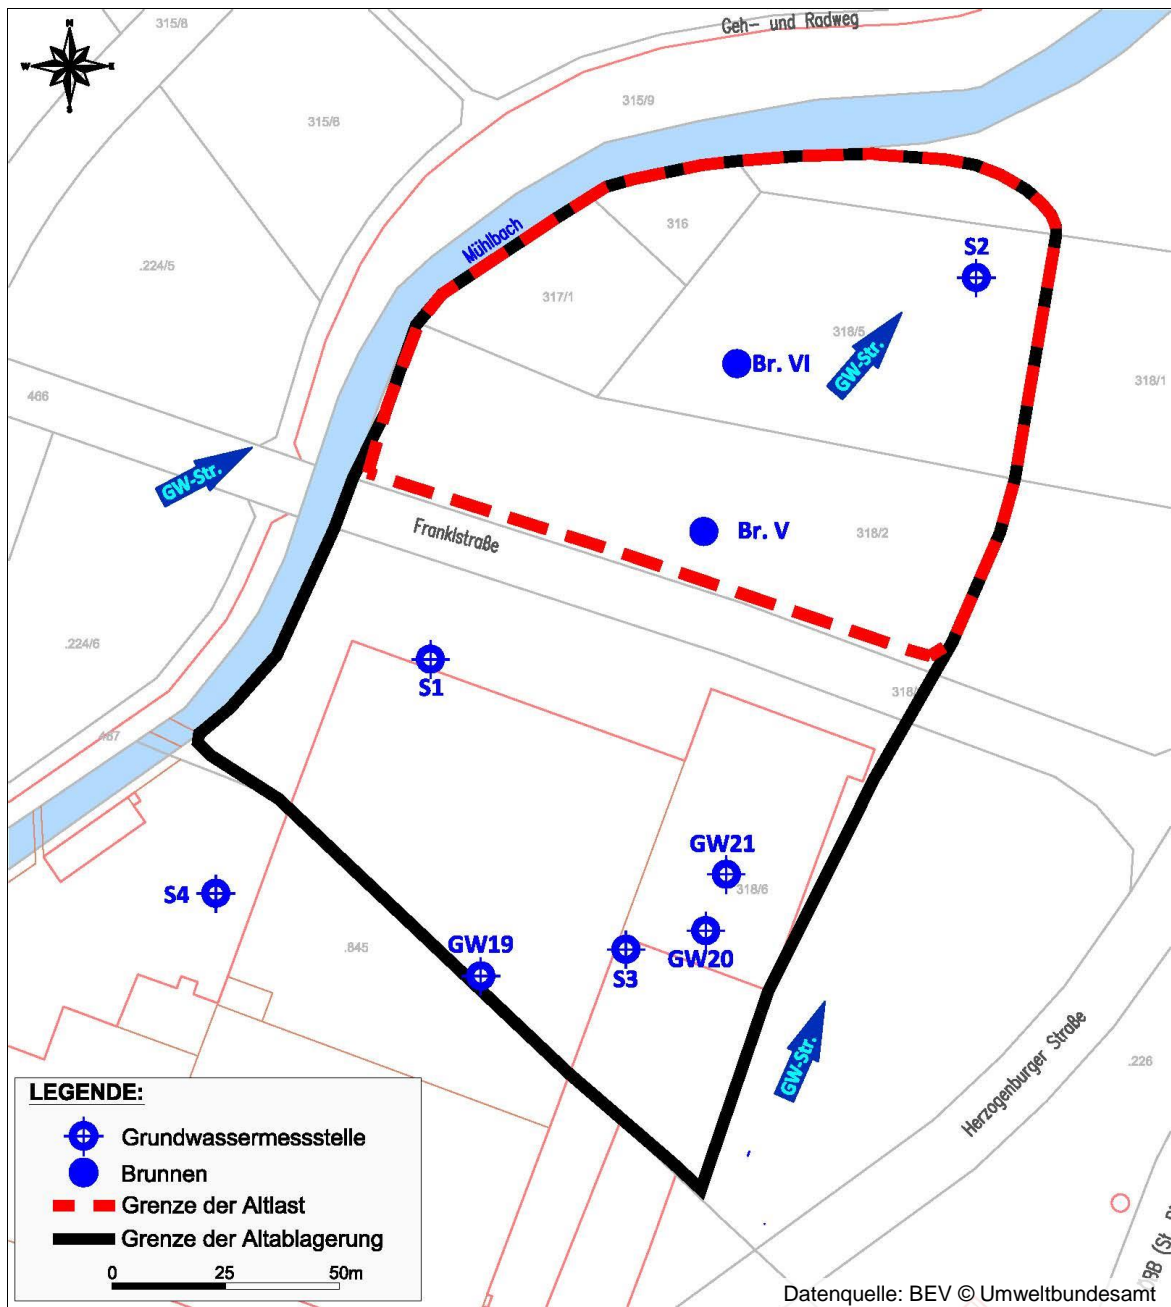 N
W
E
S
315/8
Geh- und Radweg
315/6
315/9
Mühlbach
316
S2
.224/5
317/1
318/5
GW-Str.
Br. VI
318/1
466
GW-Str.
Franklstraße
Br. V
318/2
.224/6
S1
318/
467
GW21
318/6
S4
.845
GW19
S3
GW20
GW-Str.
Herzogenburger Straße
.226
LEGENDE:
Grundwassermessstelle
Brunnen
Grenze der Altlast
Grenze der Altablagerung
0 25 50m
Datenquelle: BEV © Umweltbundesamt